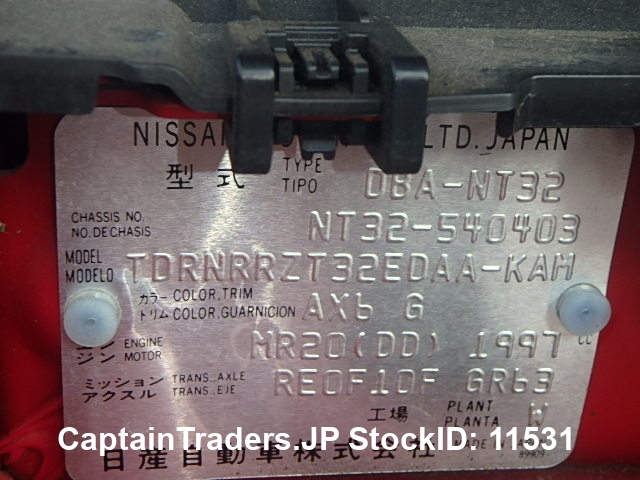 NISSAN LTD. JAPAN
型式 TYPE TIPO DBA-NT32
CHASSIS NO. NO. DE CHASIS NT32-540403
MODEL MODELO TDRNRRZT32EDAA-KAH
カラー COLOR, TRIM
トリム COLOR, GUARNICION AX6 G
ジン ENGINE MOTOR MR20(DD) 1997 CC
ミッション TRANS., AXLE
アクスル TRANS., EJE RE0F10F GR63
工場 PLANT PLANTA W
CaptainTraders JP StockID: 11531
日産自動車株式会社